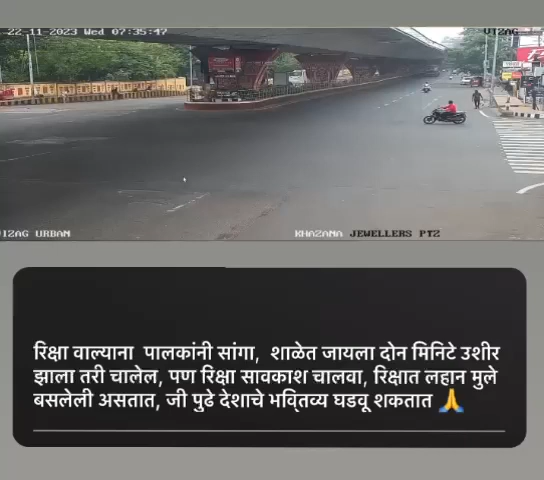 22-11-2023 Wed 07:35:47
VIZAG
VIZAG URBAN
KHAZANA JEWELLERS PTZ
रिक्षा वाल्याना पालकांनी सांगा, शाळेत जायला दोन मिनिटे उशीर
झाला तरी चालेल, पण रिक्षा सावकाश चालवा, रिक्षात लहान मुले
बसलेली असतात, जी पुढे देशाचे भवि्तव्य घडवू शकतात 🙏